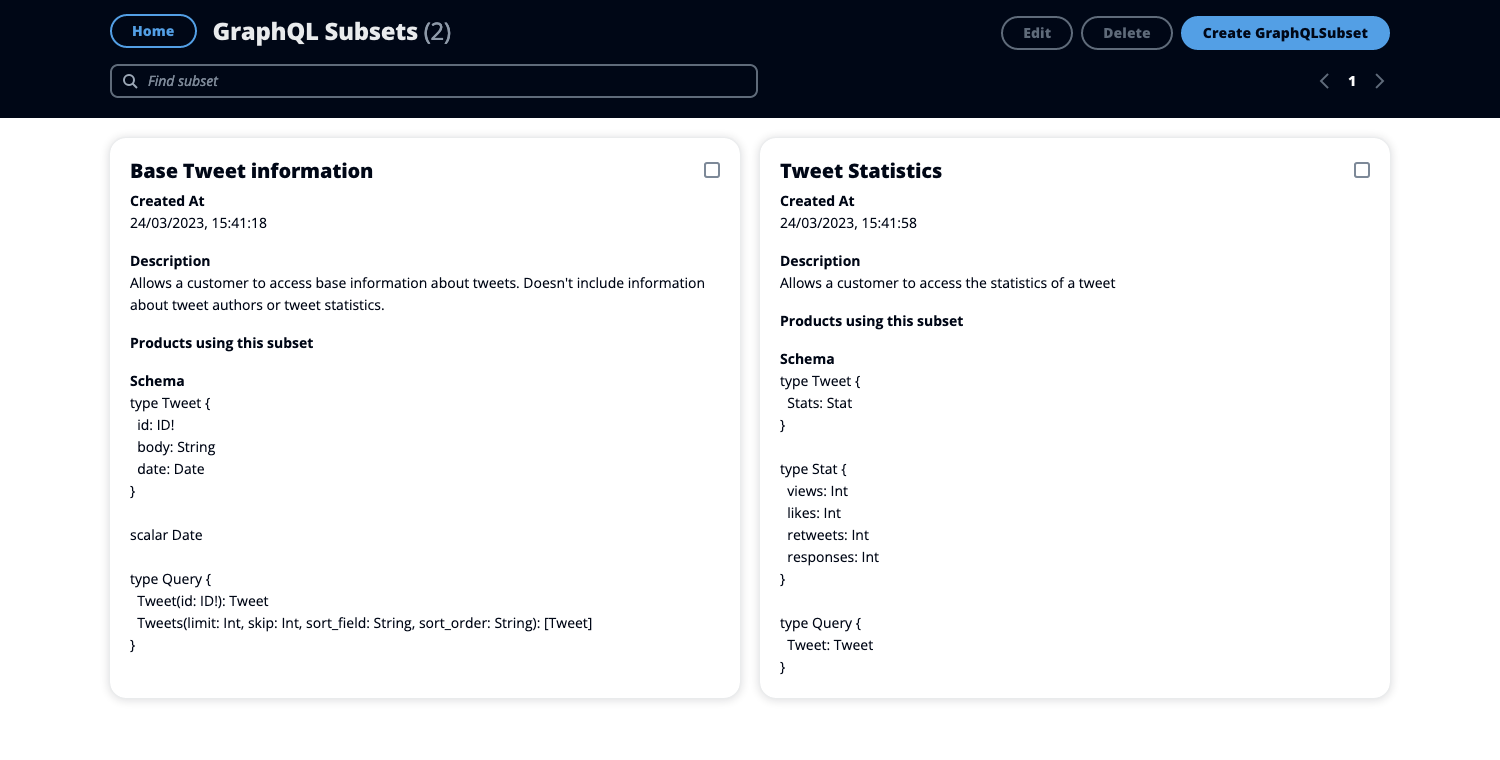 Home
GraphQL Subsets (2)
Edit
Delete
Create GraphQLSubset
Find subset
1
Base Tweet information
Created At
24/03/2023, 15:41:18
Description
Allows a customer to access base information about tweets. Doesn't include information
about tweet authors or tweet statistics.
Products using this subset
Schema
type Tweet {
  id: ID!
  body: String
  date: Date
}
scalar Date
type Query {
  Tweet(id: ID!): Tweet
  Tweets(limit: Int, skip: Int, sort_field: String, sort_order: String): [Tweet]
}
Tweet Statistics
Created At
24/03/2023, 15:41:58
Description
Allows a customer to access the statistics of a tweet
Products using this subset
Schema
type Tweet {
  Stats: Stat
}
type Stat {
  views: Int
  likes: Int
  retweets: Int
  responses: Int
}
type Query {
  Tweet: Tweet
}